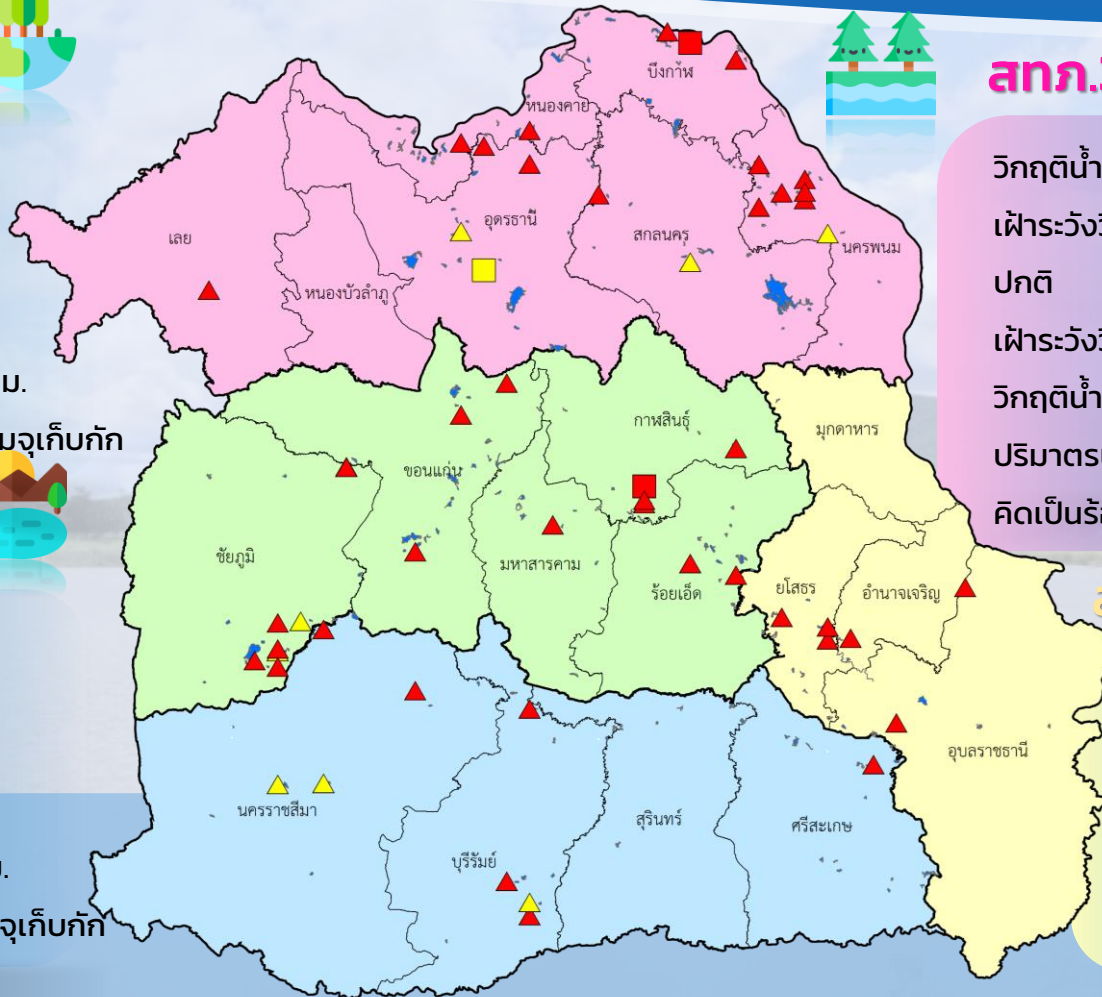 สทภ.
วิกฤติน้ำ
เฝ้าระวัง
ปกติ
เฝ้าระวัง
วิกฤติน้ำ
ปริมาตร
คิดเป็น
ม.
จุเก็บกัก
จุเก็บกัก
บึงกาฬ
หนองคาย
เลย
อุดรธานี
สกลนคร
นครพนม
หนองบัวลำภู
กาฬสินธุ์
มุกดาหาร
ขอนแก่น
ชัยภูมิ
มหาสารคาม
ร้อยเอ็ด
ยโสธร
อำนาจเจริญ
อุบลราชธานี
นครราชสีมา
บุรีรัมย์
สุรินทร์
ศรีสะเกษ